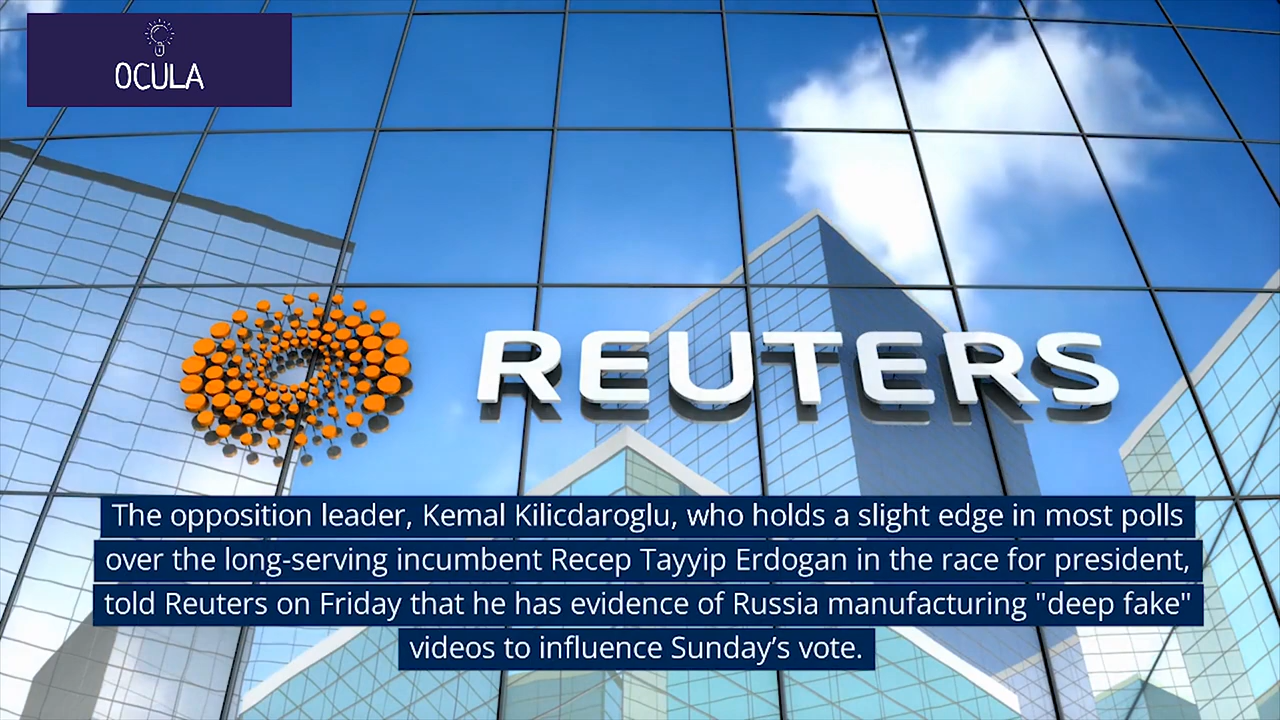 OCULA
REUTERS
The opposition leader, Kemal Kilicdaroglu, who holds a slight edge in most polls
over the long-serving incumbent Recep Tayyip Erdogan in the race for president,
told Reuters on Friday that he has evidence of Russia manufacturing "deep fake"
videos to influence Sunday’s vote.